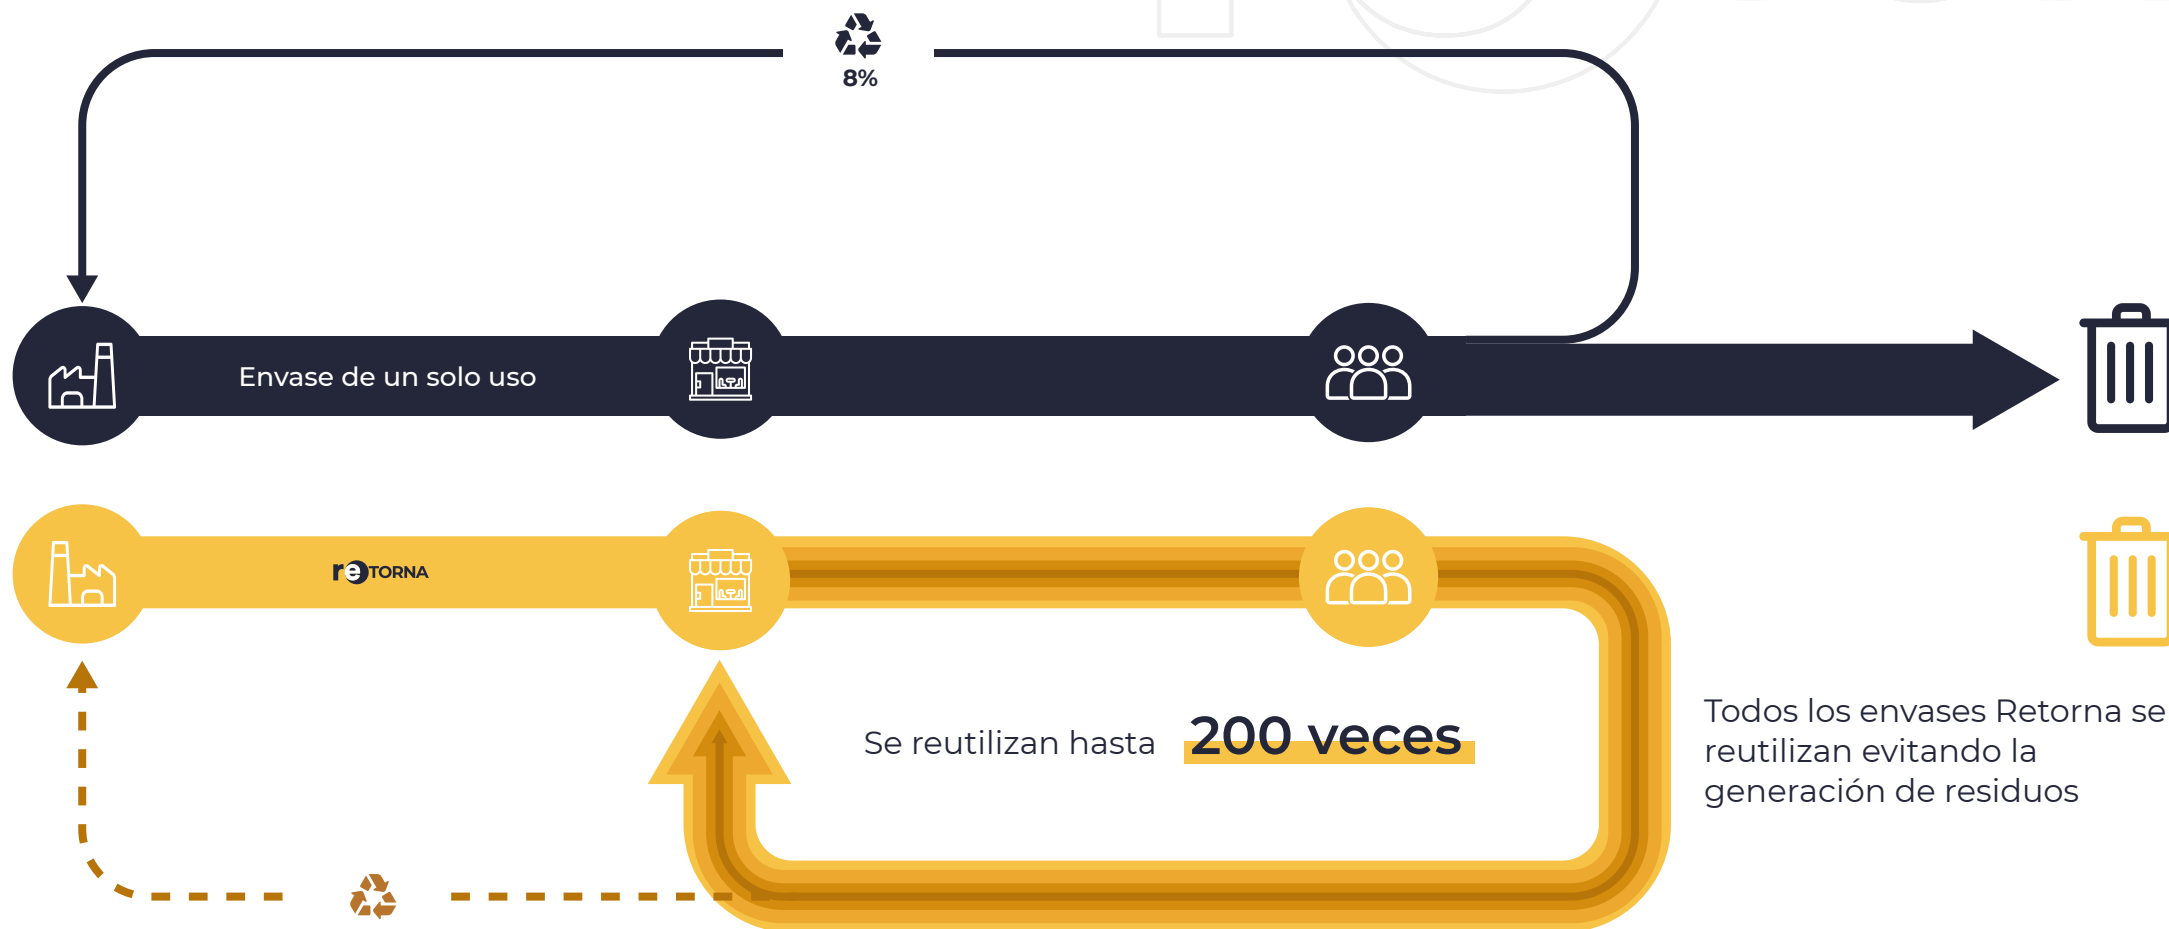 8%
Envase de un solo uso
reTORNA
Se reutilizan hasta 200 veces
Todos los envases Retorna se
reutilizan evitando la
generación de residuos